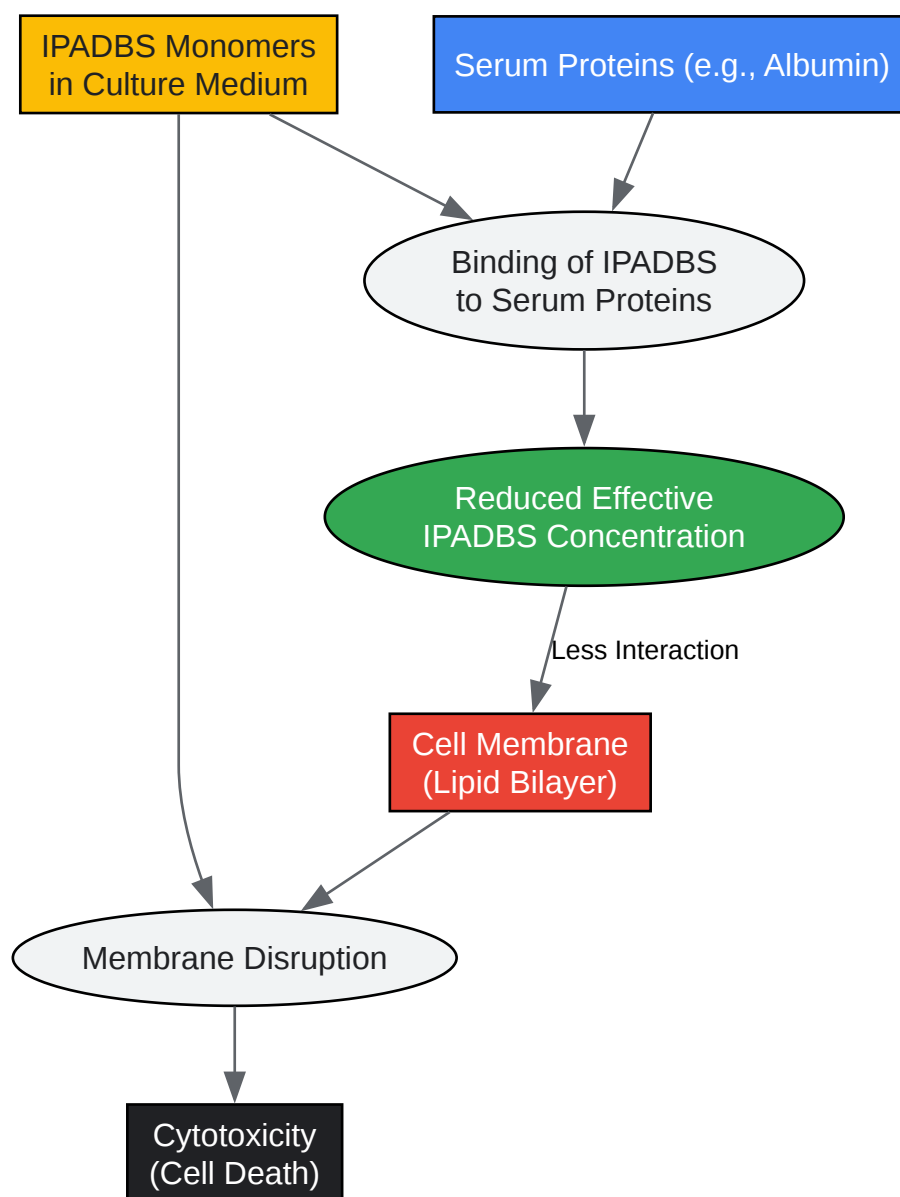 IPADBS Monomers
in Culture Medium
Serum Proteins (e.g., Albumin)
Binding of IPADBS
to Serum Proteins
Reduced Effective
IPADBS Concentration
Less Interaction
Cell Membrane
(Lipid Bilayer)
Membrane Disruption
Cytotoxicity
(Cell Death)